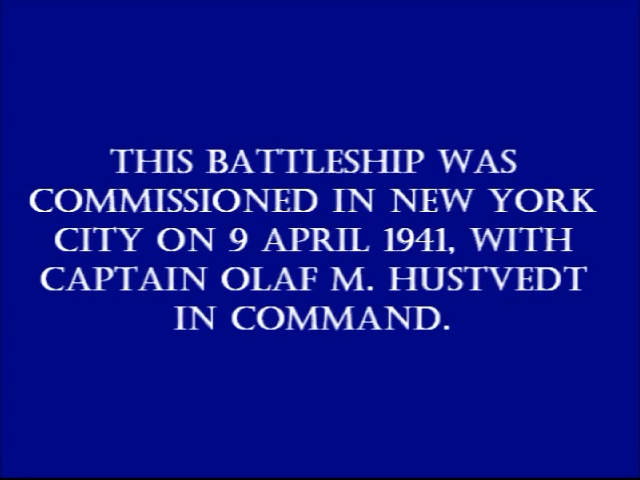 THIS BATTLESHIP WAS
COMMISSIONED IN NEW YORK
CITY ON 9 APRIL 1941, WITH
CAPTAIN OLAF M. HUSTVEDT
IN COMMAND.